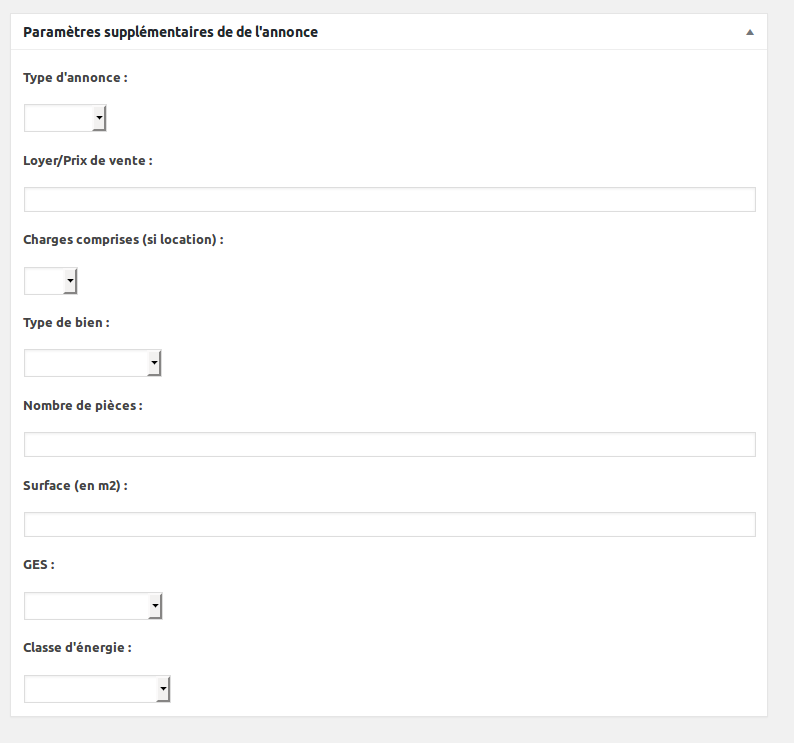 Paramètres supplémentaires de de l'annonce
Type d'annonce :
Loyer/Prix de vente :
Charges comprises (si location) :
Type de bien :
Nombre de pièces :
Surface (en m2) :
GES :
Classe d'énergie :